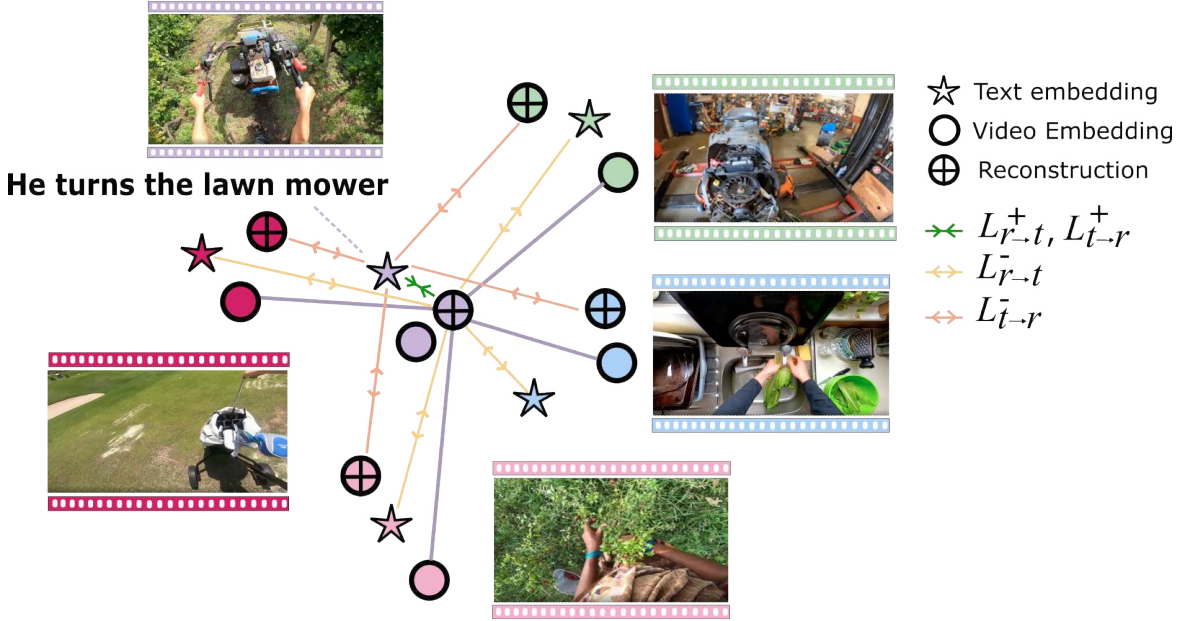 He turns the lawn mower
Text embedding
Video Embedding
Reconstruction
L⁺r→t, L⁺t→r
L⁻r→t
L⁻t→r